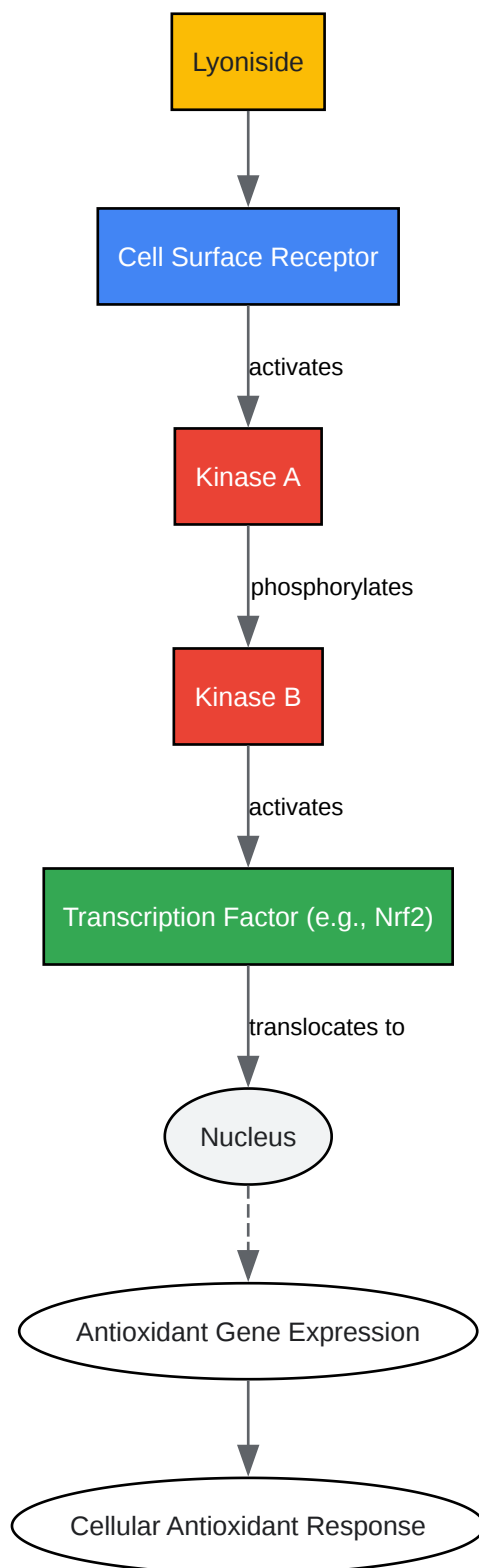 Lyoniside
Cell Surface Receptor
activates
Kinase A
phosphorylates
Kinase B
activates
Transcription Factor (e.g., Nrf2)
translocates to
Nucleus
Antioxidant Gene Expression
Cellular Antioxidant Response